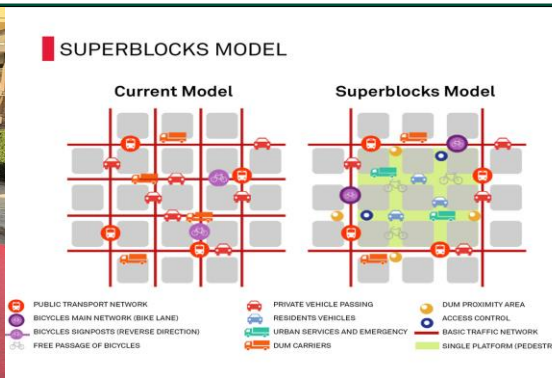 SUPERBLOCKS MODEL
Current Model
Superblocks Model
PUBLIC TRANSPORT NETWORK
BICYCLES MAIN NETWORK (BIKE LANE)
BICYCLES SIGNPOSTS (REVERSE DIRECTION)
FREE PASSAGE OF BICYCLES
PRIVATE VEHICLE PASSING
RESIDENTS VEHICLES
URBAN SERVICES AND EMERGENCY
DUM CARRIERS
DUM PROXIMITY AREA
ACCESS CONTROL
BASIC TRAFFIC NETWORK
SINGLE PLATFORM (PEDESTR